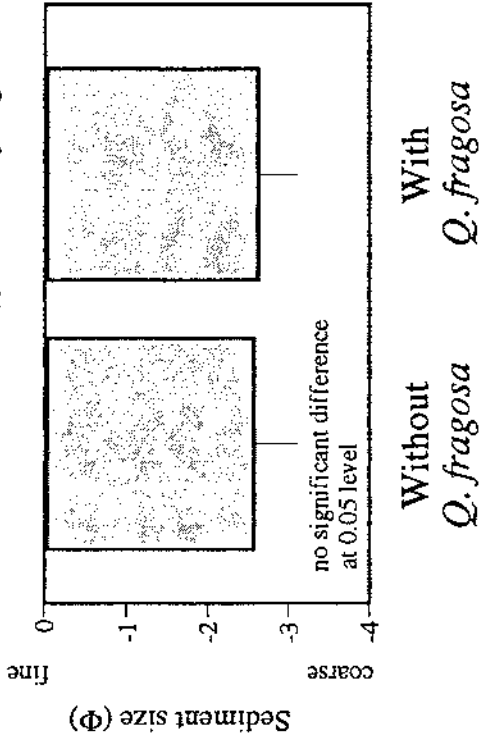 fine
0
-1
-2
-3
-4
coarse
Sediment size (Φ)
no significant difference
at 0.05 level
Without
Q. fragosa
With
Q. fragosa